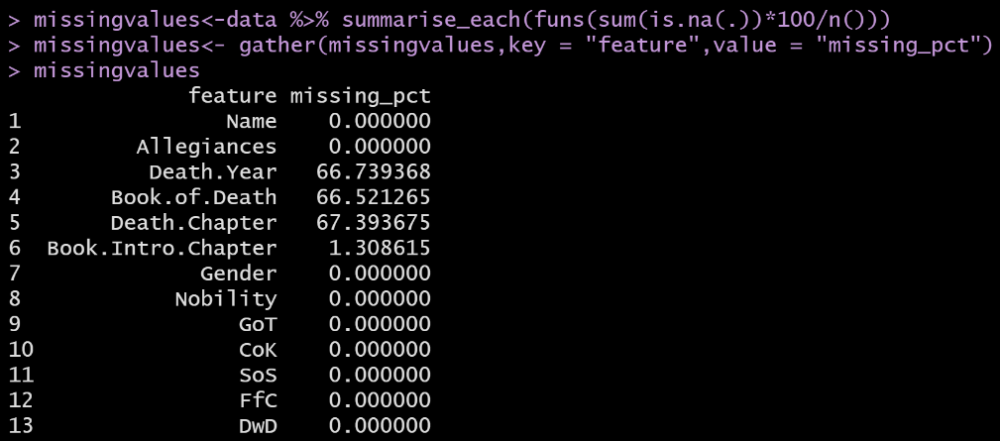 > missingvalues<-data %>% summarise_each(funs(sum(is.na(.))*100/n()))
> missingvalues<- gather(missingvalues,key = "feature",value = "missing_pct")
> missingvalues
feature missing_pct
1 Name 0.000000
2 Allegiances 0.000000
3 Death.Year 66.739368
4 Book.of.Death 66.521265
5 Death.Chapter 67.393675
6 Book.Intro.Chapter 1.308615
7 Gender 0.000000
8 Nobility 0.000000
9 GoT 0.000000
10 CoK 0.000000
11 SoS 0.000000
12 FfC 0.000000
13 DwD 0.000000